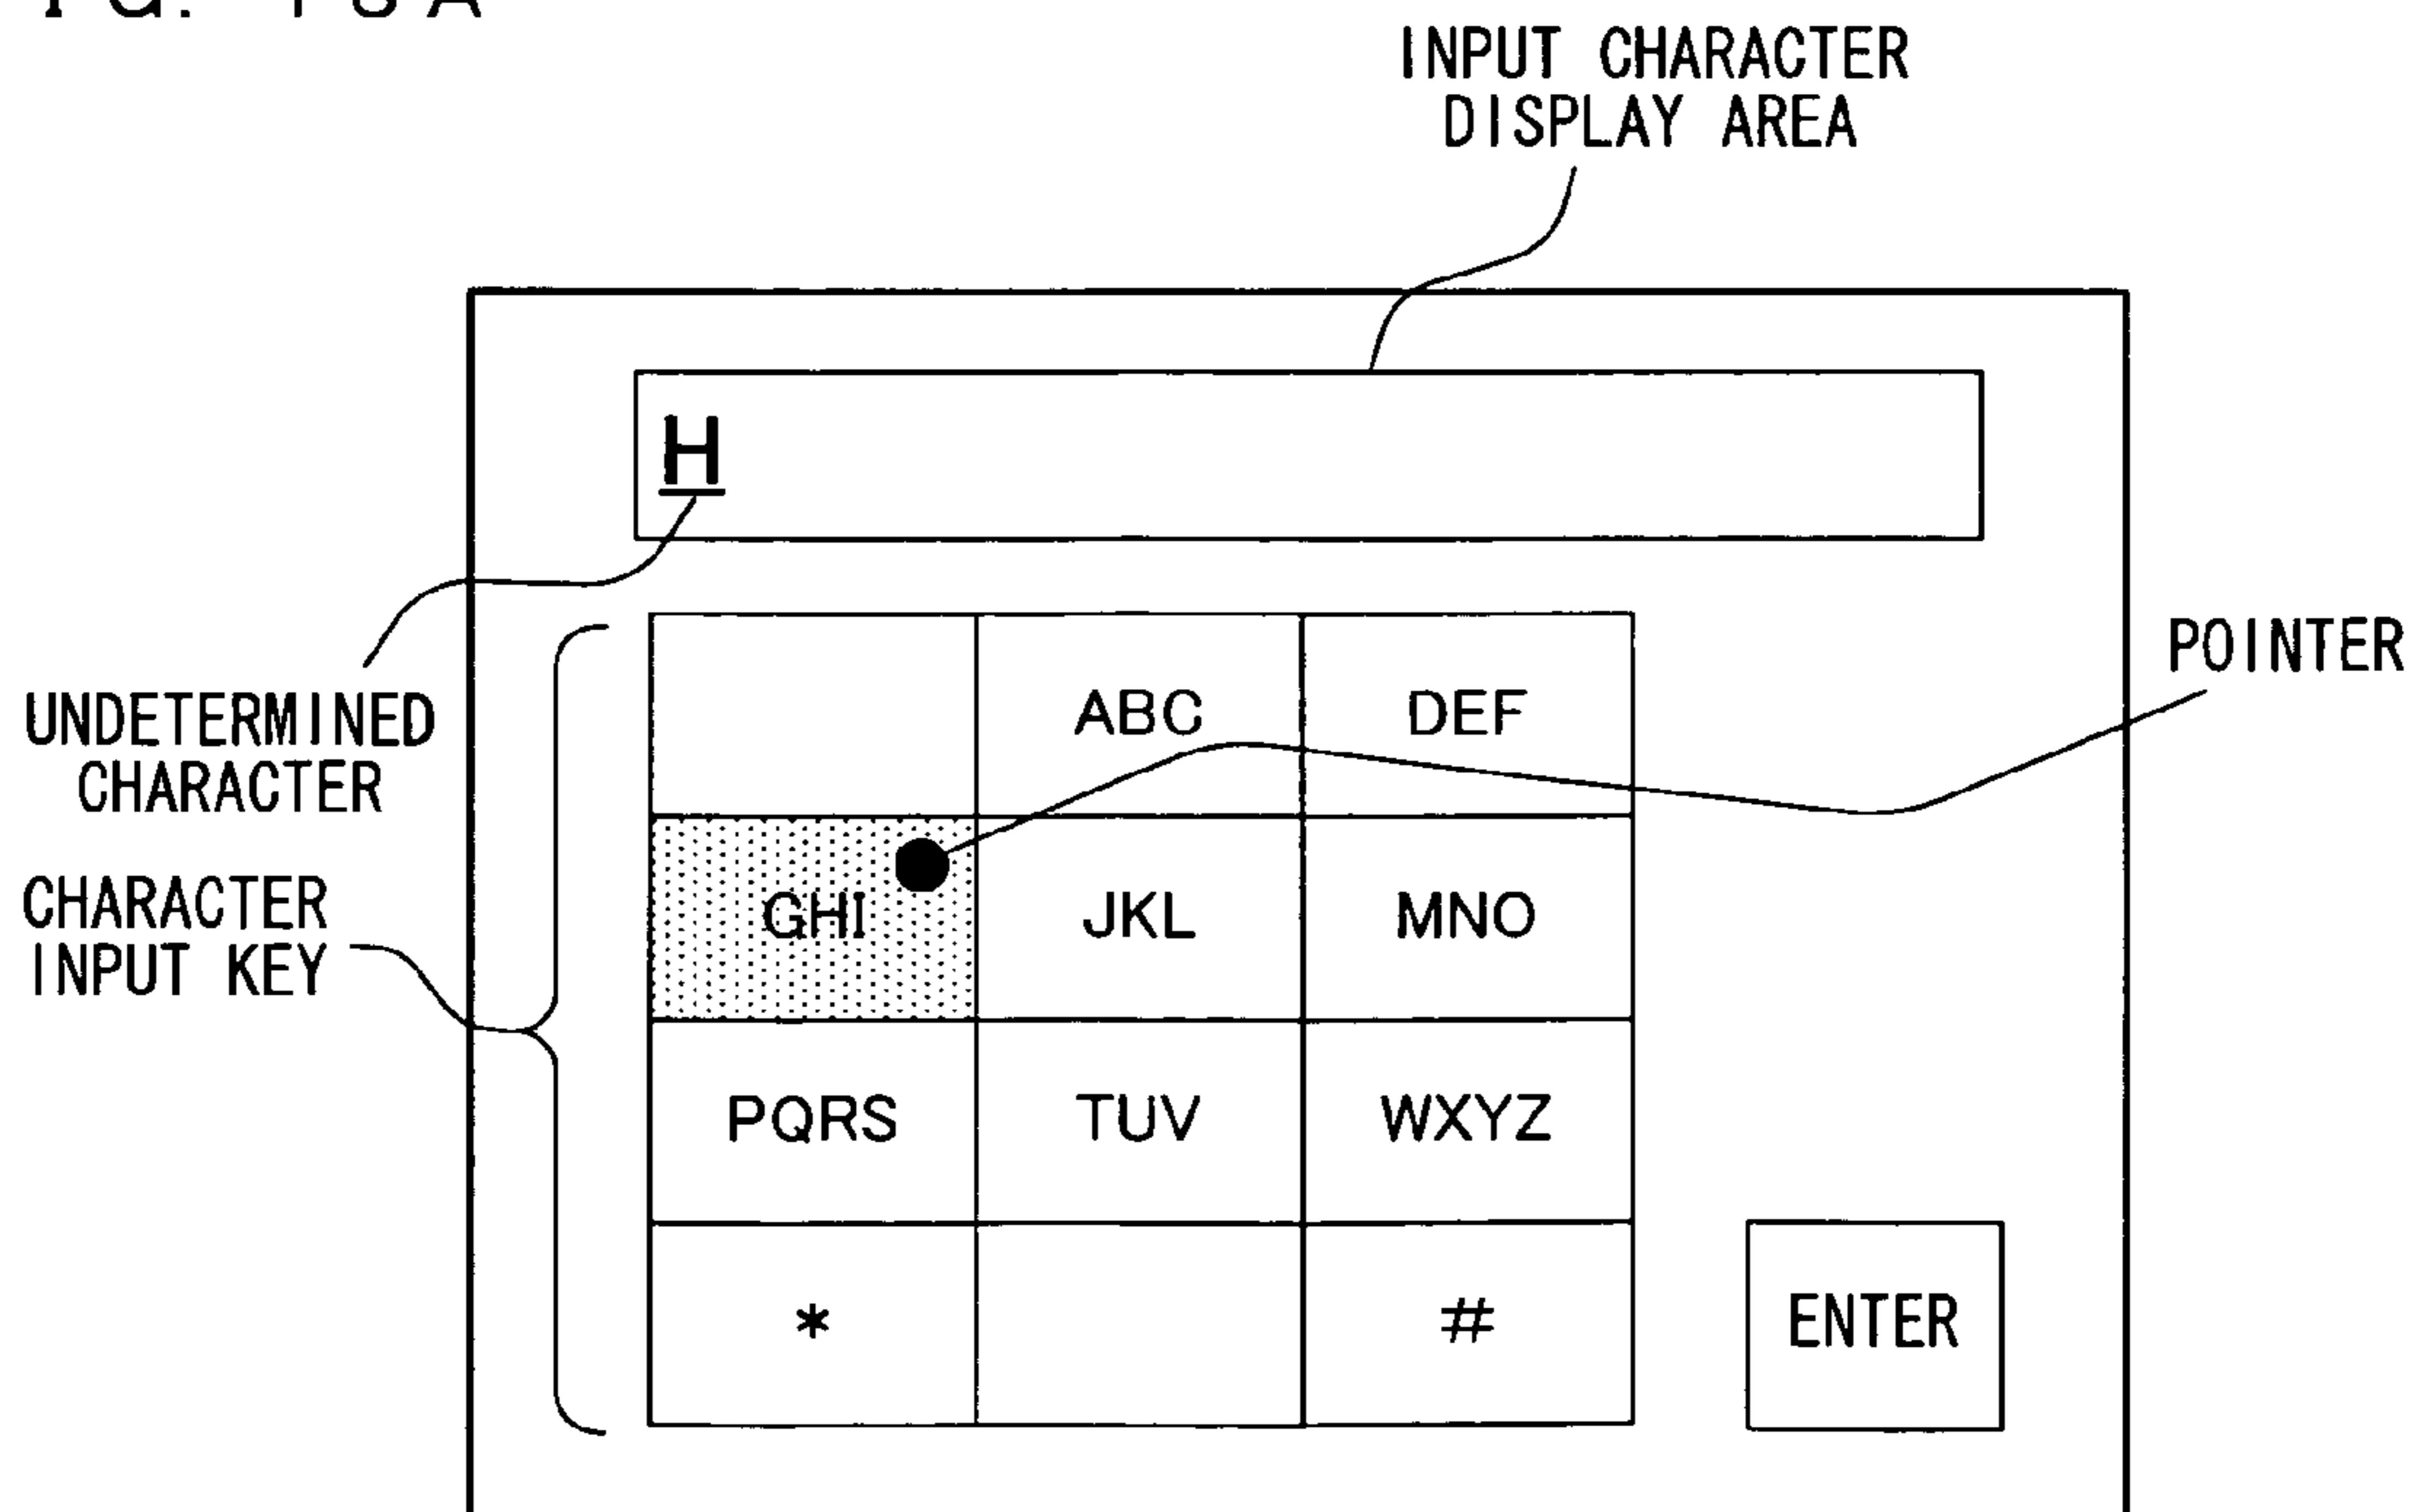 INPUT CHARACTER
DISPLAY AREA
H
POINTER
UNDETERMINED
CHARACTER
ABC DEF
CHARACTER
INPUT KEY
GHI JKL MNO
PQRS TUV WXYZ
* # ENTER